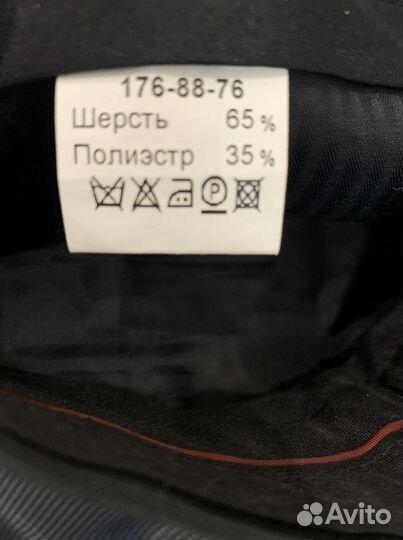 176-88-76
Шерсть 65%
Полиэстр 35%
P
Avito